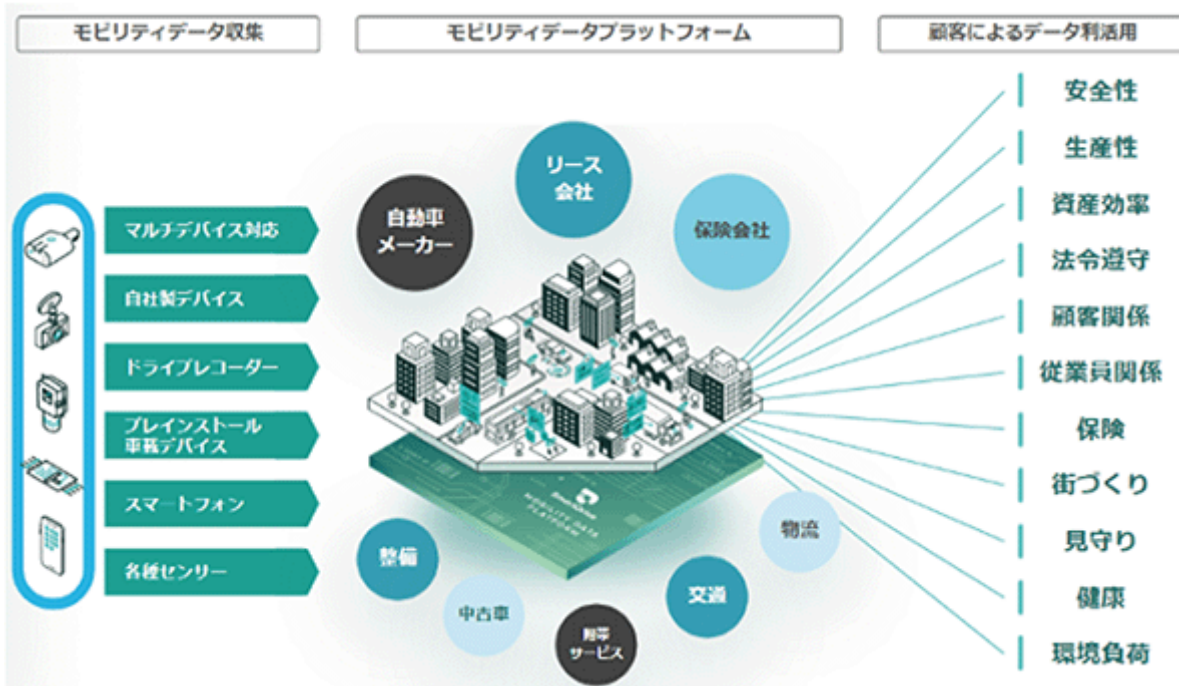 モビリティデータ収集
モビリティデータプラットフォーム
顧客によるデータ利活用
マルチデバイス対応
自社製デバイス
ドライブレコーダー
プレインストール
車載デバイス
スマートフォン
各種センサー
自動車
メーカー
リース
会社
保険会社
SmartDrive
MOBILITY DATA
PLATFORM
整備
中古車
附帯
サービス
交通
物流
安全性
生産性
資産効率
法令遵守
顧客関係
従業員関係
保険
街づくり
見守り
健康
環境負荷